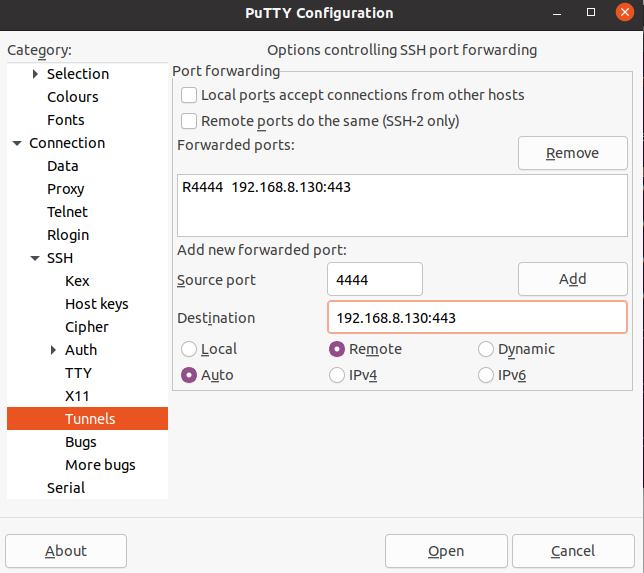 PuTTY Configuration
Category:
Selection
Colours
Fonts
Connection
Data
Proxy
Telnet
Rlogin
SSH
Kex
Host keys
Cipher
Auth
TTY
X11
Tunnels
Bugs
More bugs
Serial
Options controlling SSH port forwarding
Port forwarding
Local ports accept connections from other hosts
Remote ports do the same (SSH-2 only)
Forwarded ports:
Remove
R4444 192.168.8.130:443
Add new forwarded port:
Source port 4444 Add
Destination 192.168.8.130:443
Local Remote Dynamic
Auto IPv4 IPv6
About Open Cancel